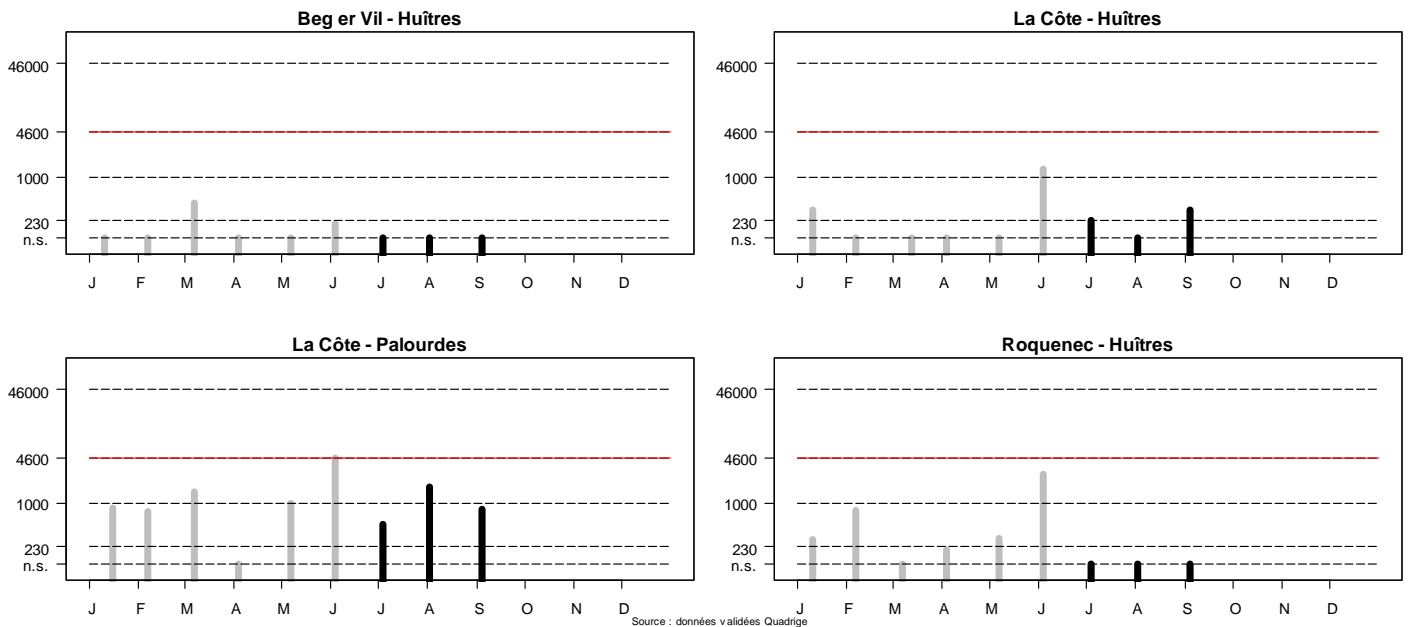 Beg er Vil - Huîtres
46000
4600
1000
230
n.s.
J F M A M J J A S O N D
La Côte - Huîtres
46000
4600
1000
230
n.s.
J F M A M J J A S O N D
La Côte - Palourdes
46000
4600
1000
230
n.s.
J F M A M J J A S O N D
Roquenec - Huîtres
46000
4600
1000
230
n.s.
J F M A M J J A S O N D
Source : données validées Quadrige